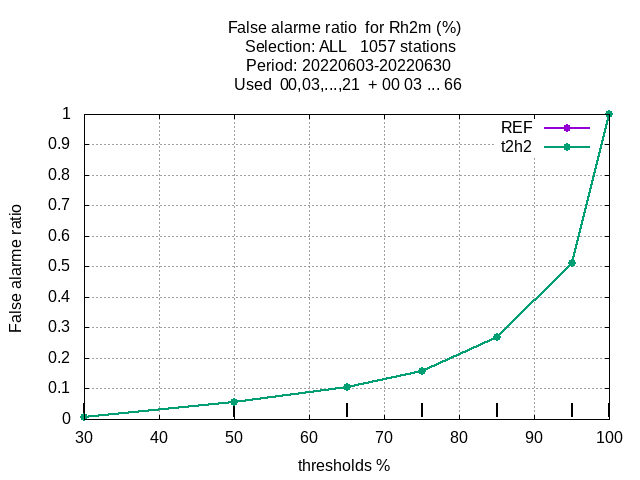 False alarme ratio  for Rh2m (%)
Selection: ALL   1057 stations
Period: 20220603-20220630
Used  00,03,...,21  + 00 03 ... 66
REF
t2h2
1
0.9
0.8
0.7
0.6
0.5
0.4
0.3
0.2
0.1
0
False alarme ratio
30 40 50 60 70 80 90 100
thresholds %